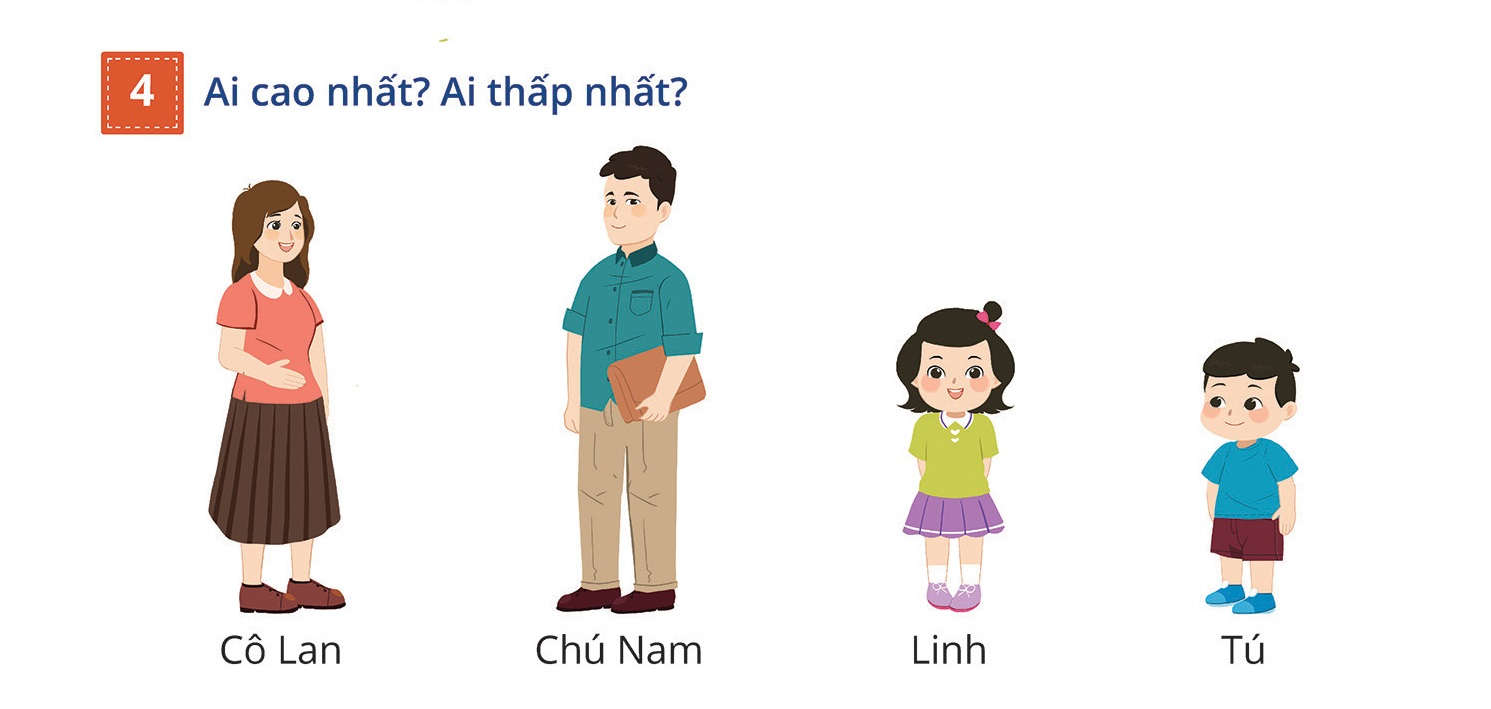 4 Ai cao nhất? Ai thấp nhất?
Cô Lan Chú Nam Linh Tú